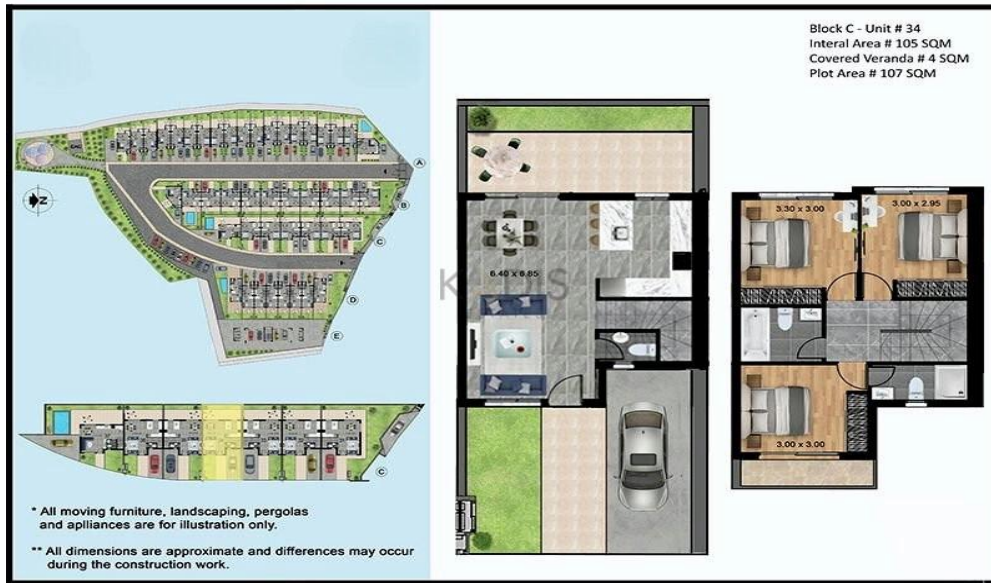 Block C - Unit # 34
Interal Area # 105 SQM
Covered Veranda # 4 SQM
Plot Area # 107 SQM
A
B
C
D
E
N
6.40 x 6.85
3.30 x 3.00
3.00 x 2.95
3.00 x 3.00
C
* All moving furniture, landscaping, pergolas
and aplliances are for illustration only.
** All dimensions are approximate and differences may occur
during the construction work.